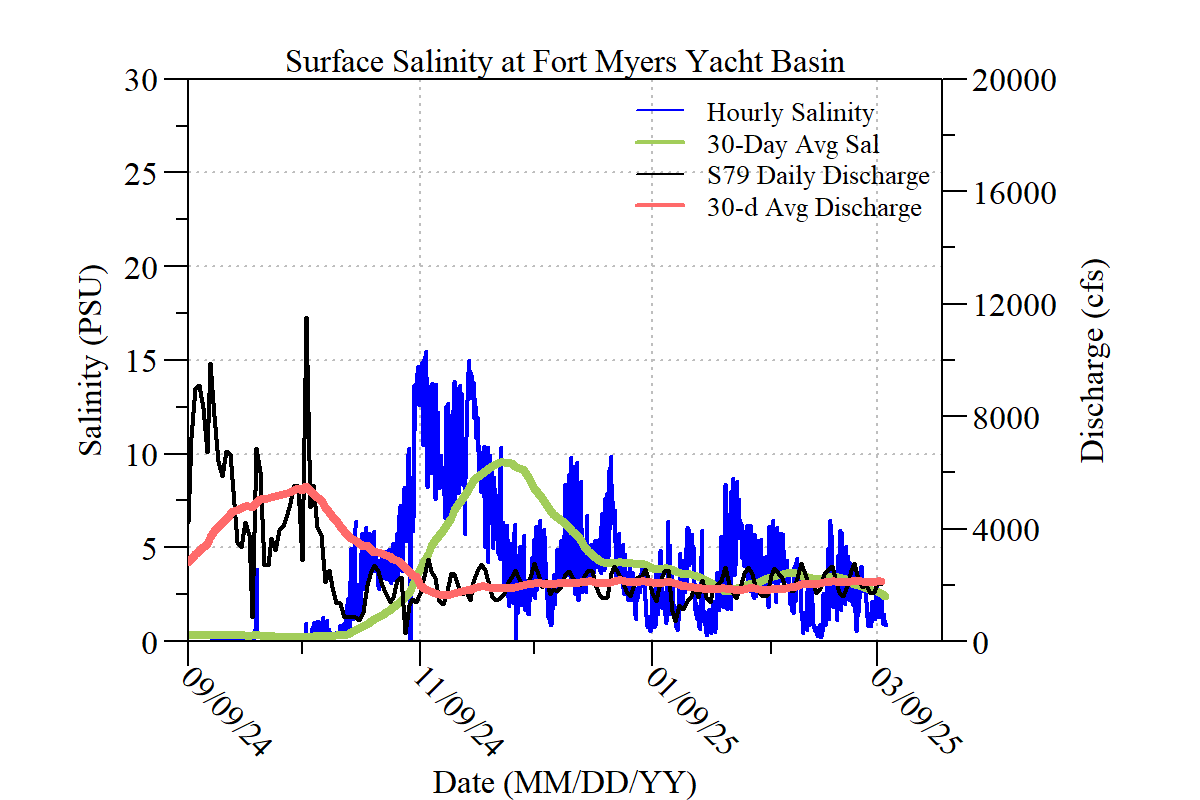 Surface Salinity at Fort Myers Yacht Basin
30
25
20
15
10
5
0
Salinity (PSU)
Hourly Salinity
30-Day Avg Sal
S79 Daily Discharge
30-d Avg Discharge
20000
16000
12000
8000
4000
0
Discharge (cfs)
09/09/24
11/09/24
01/09/25
03/09/25
Date (MM/DD/YY)